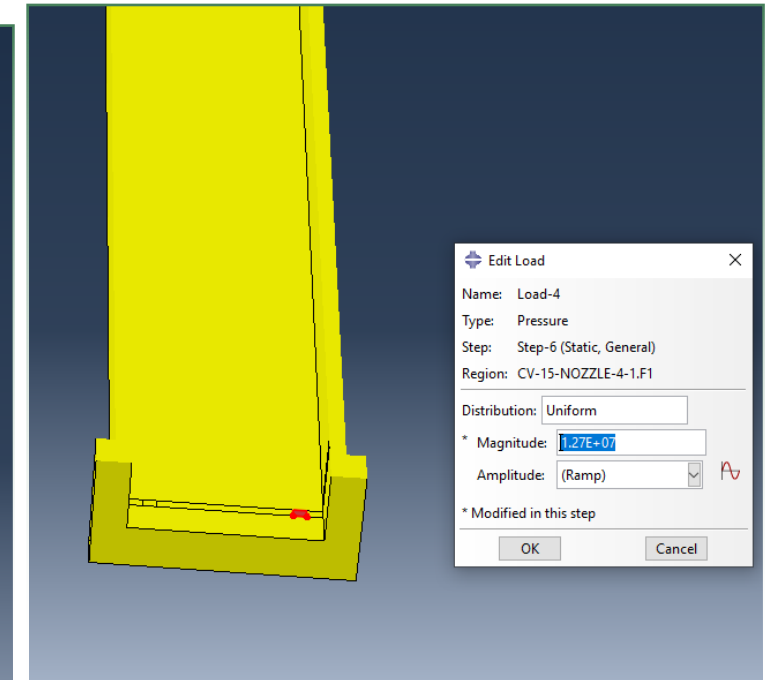 Edit Load
Name: Load-4
Type: Pressure
Step: Step-6 (Static, General)
Region: CV-15-NOZZLE-4-1.F1
Distribution: Uniform
* Magnitude: 1.27E+07
Amplitude: (Ramp)
* Modified in this step
OK Cancel